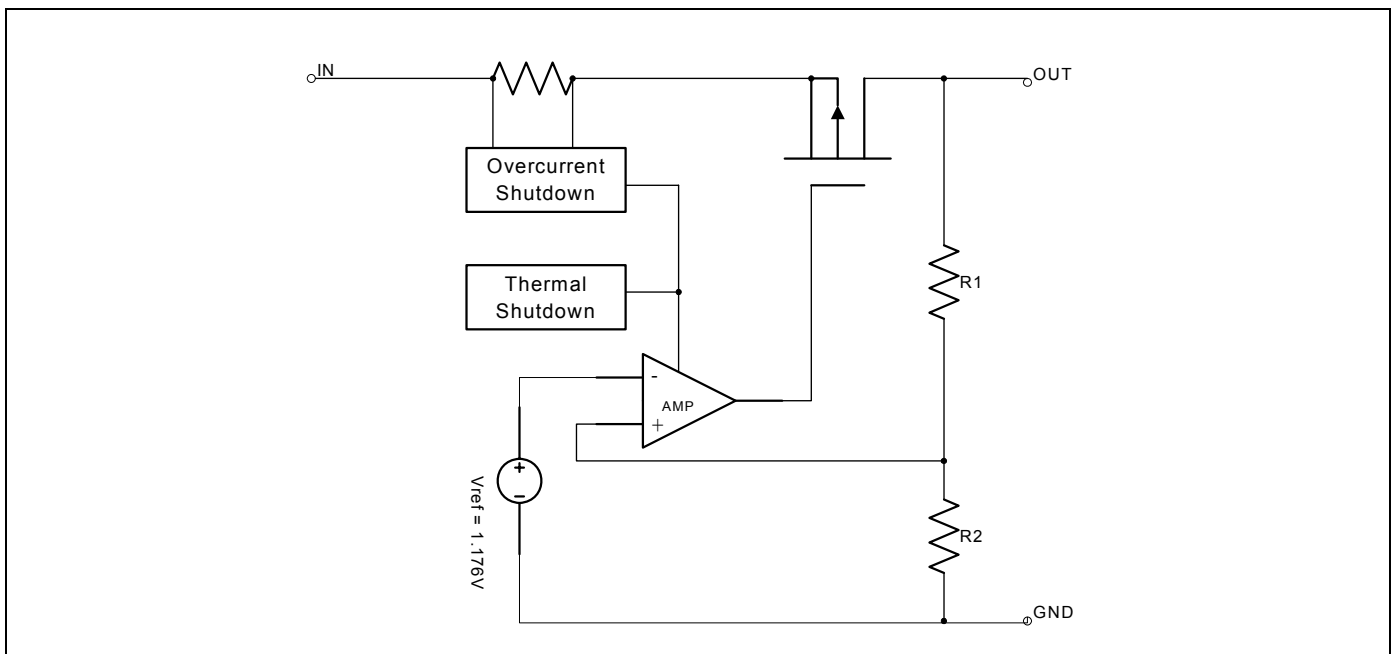 IN
OUT
Overcurrent
Shutdown
R1
Thermal
Shutdown
-
AMP
+
+
–
Vref = 1.176V
R2
GND